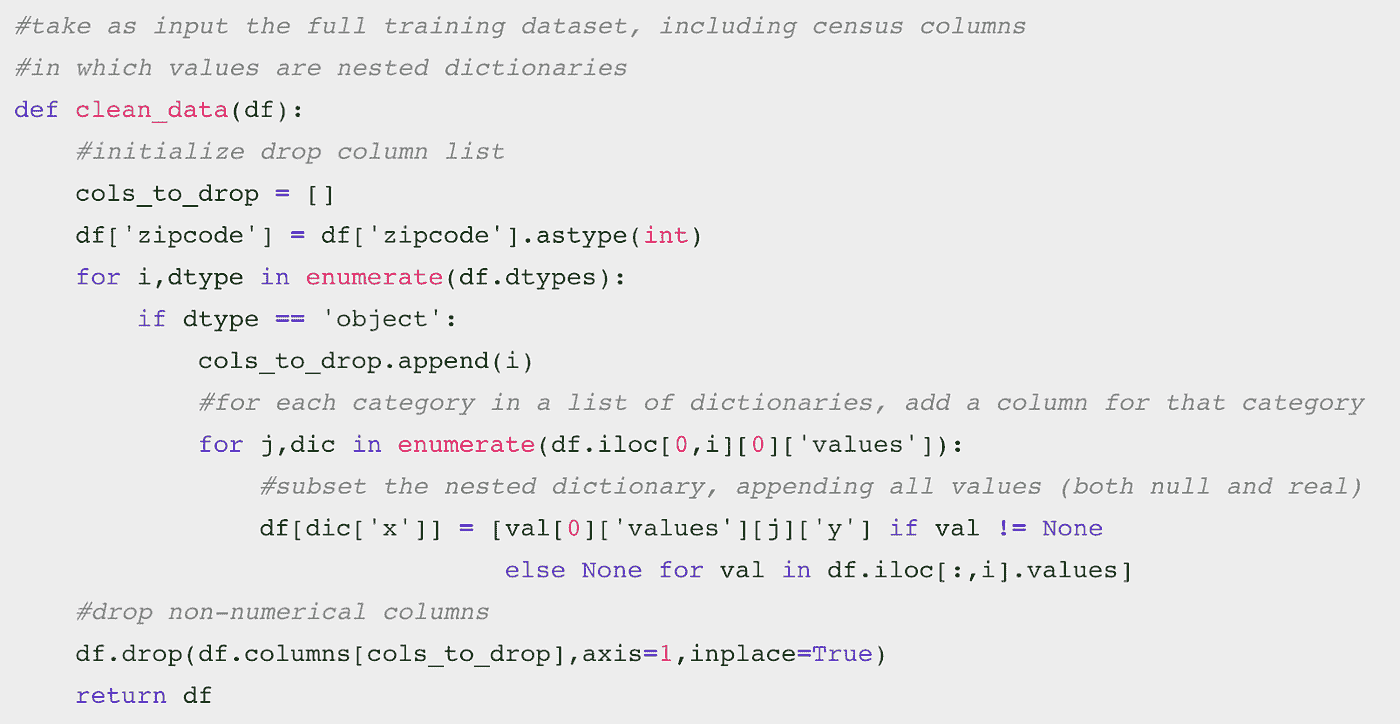 #take as input the full training dataset, including census columns
#in which values are nested dictionaries
def clean_data(df):
    #initialize drop column list
    cols_to_drop = []
    df['zipcode'] = df['zipcode'].astype(int)
    for i,dtype in enumerate(df.dtypes):
        if dtype == 'object':
            cols_to_drop.append(i)
            #for each category in a list of dictionaries, add a column for that category
            for j,dic in enumerate(df.iloc[0,i][0]['values']):
                #subset the nested dictionary, appending all values (both null and real)
                df[dic['x']] = [val[0]['values'][j]['y'] if val != None
                                else None for val in df.iloc[:,i].values]
    #drop non-numerical columns
    df.drop(df.columns[cols_to_drop],axis=1,inplace=True)
    return df